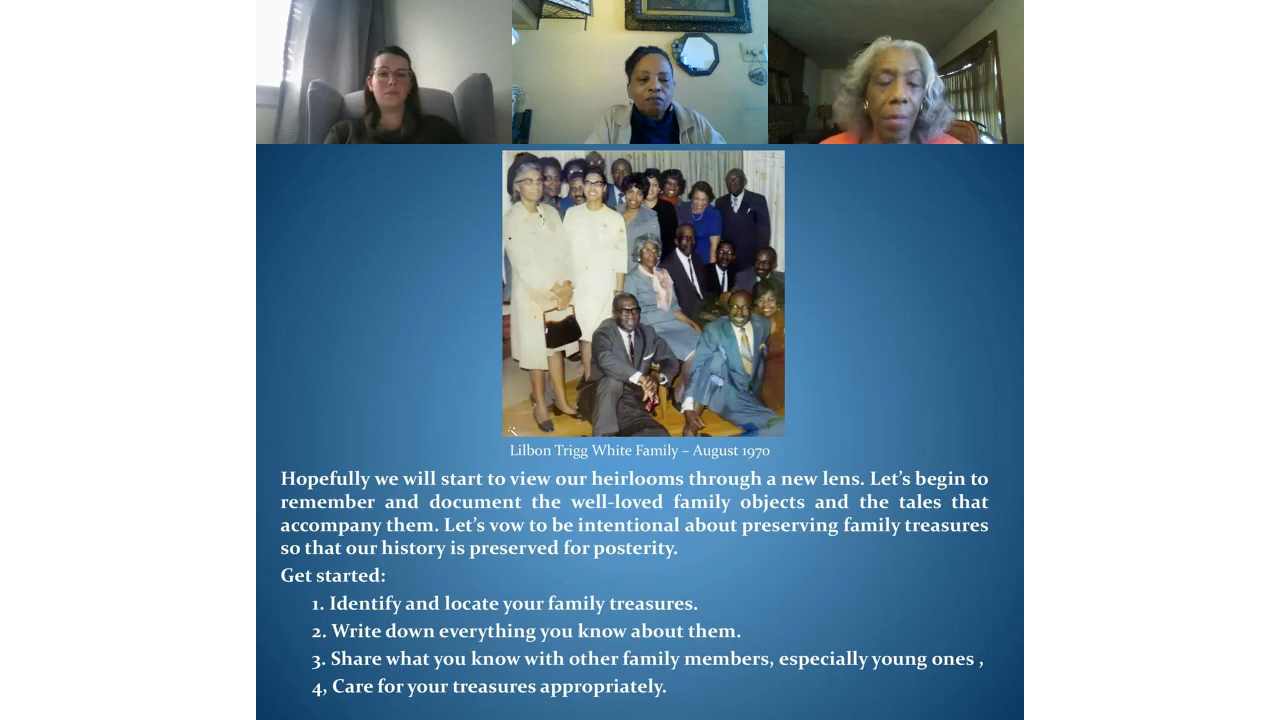 Lilbon Trigg White Family – August 1970
Hopefully we will start to view our heirlooms through a new lens. Let’s begin to
remember and document the well-loved family objects and the tales that
accompany them. Let’s vow to be intentional about preserving family treasures
so that our history is preserved for posterity.
Get started:
1. Identify and locate your family treasures.
2. Write down everything you know about them.
3. Share what you know with other family members, especially young ones ,
4, Care for your treasures appropriately.